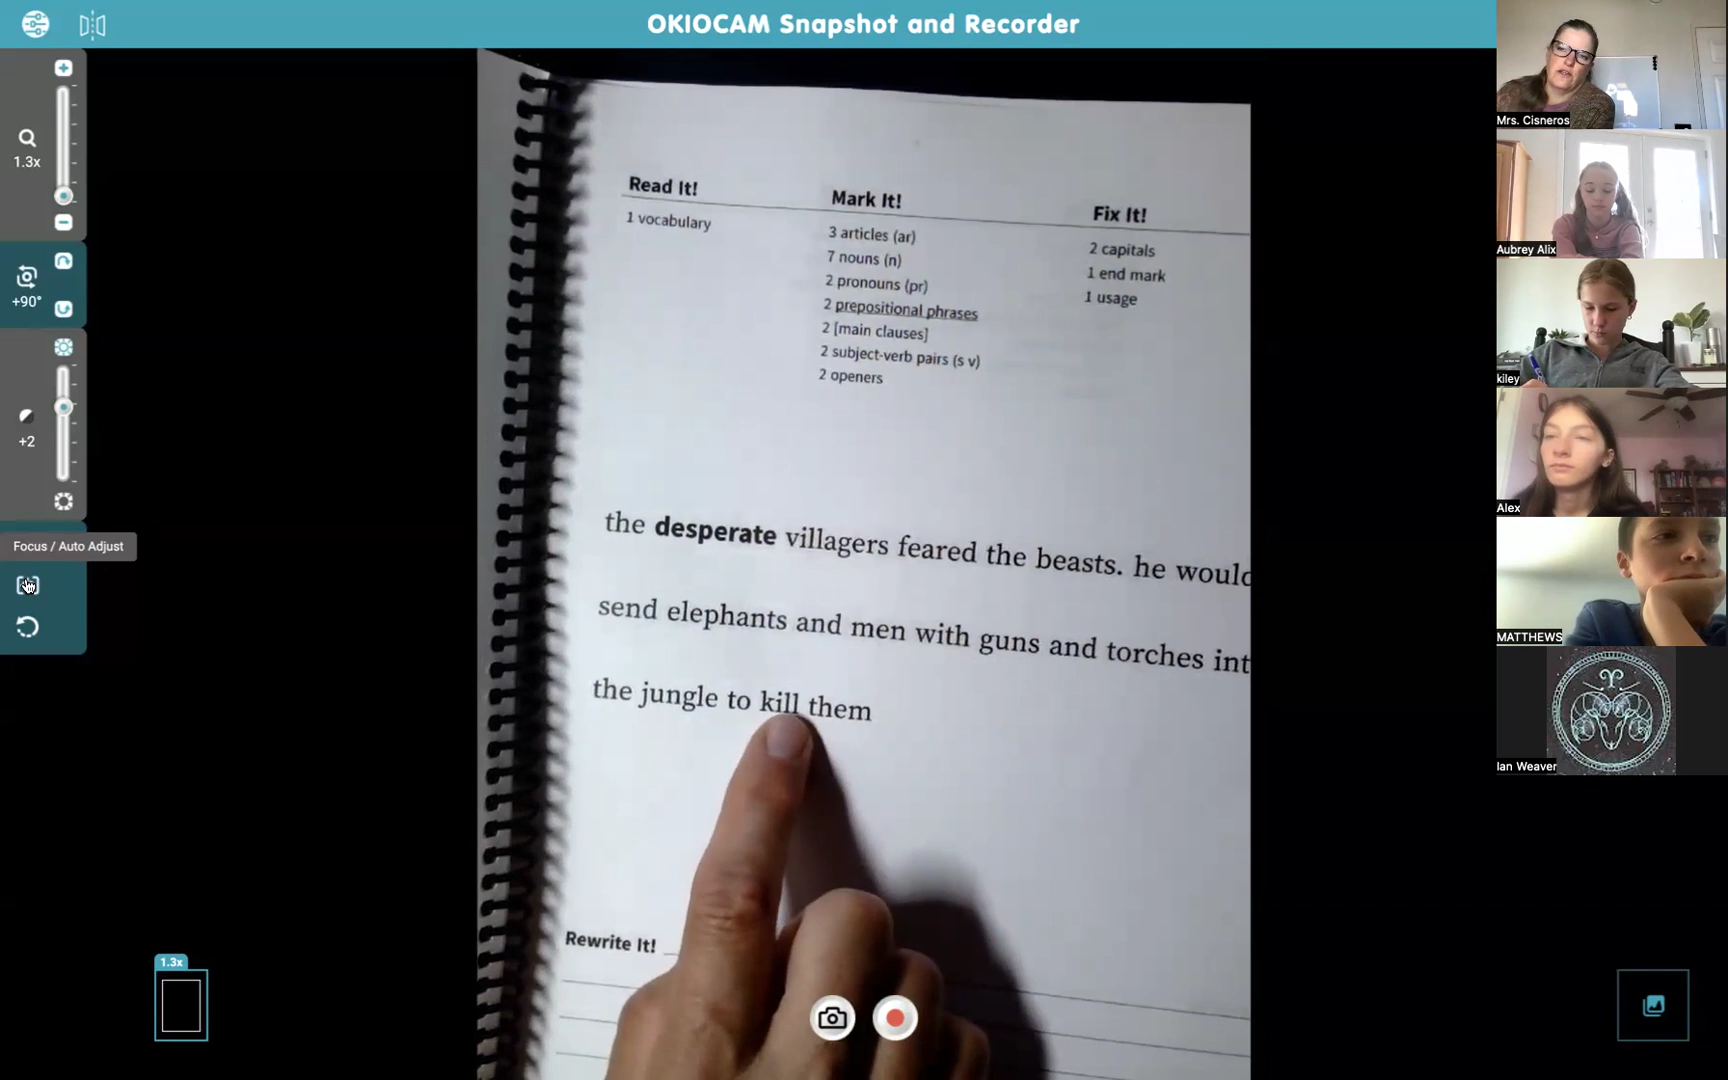 OKIOCAM Snapshot and Recorder
1.3x
+90°
+2
Focus / Auto Adjust
Read It!
1 vocabulary
Mark It!
3 articles (ar)
7 nouns (n)
2 pronouns (pr)
2 prepositional phrases
2 [main clauses]
2 subject-verb pairs (s v)
2 openers
Fix It!
2 capitals
1 end mark
1 usage
the desperate villagers feared the beasts. he would
send elephants and men with guns and torches int
the jungle to kill them
Rewrite It!
1.3x
Mrs. Cisneros
Aubrey Alix
kiley
Alex
MATTHEWS
Ian Weaver